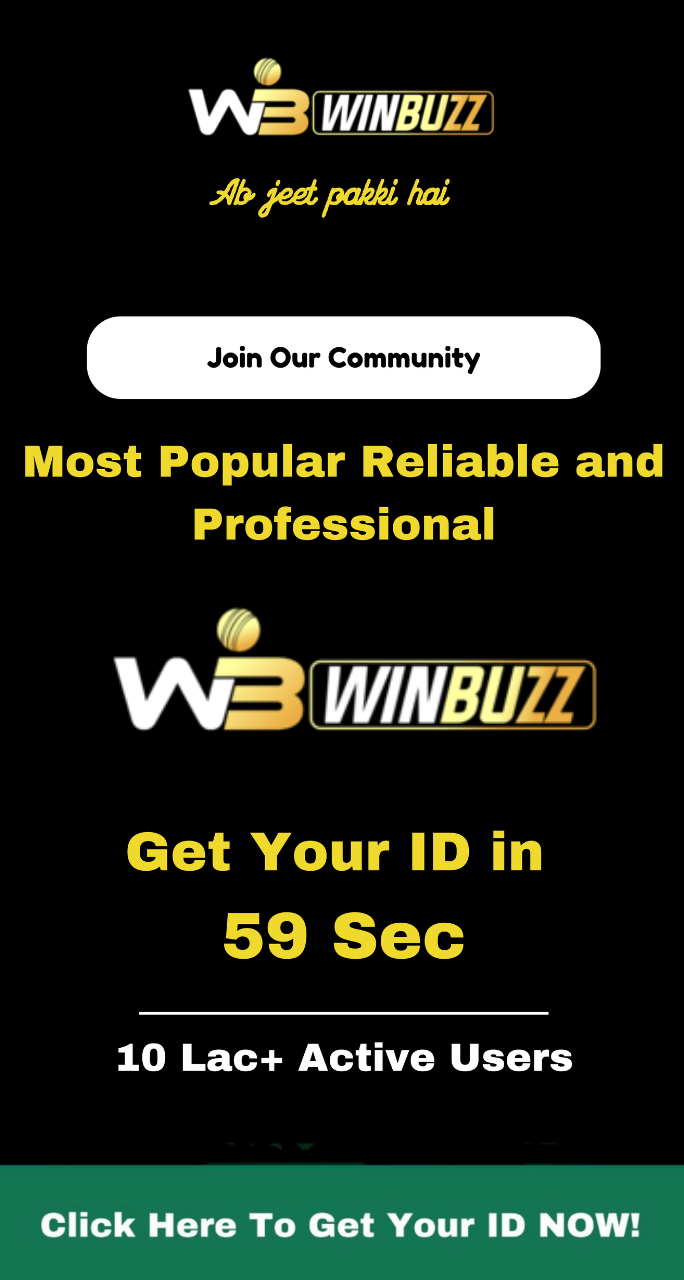 WB WINBUZZ
Ab jeet pakki hai
Join Our Community
Most Popular Reliable and
Professional
WB WINBUZZ
Get Your ID in
59 Sec
10 Lac+ Active Users
Click Here To Get Your ID NOW!